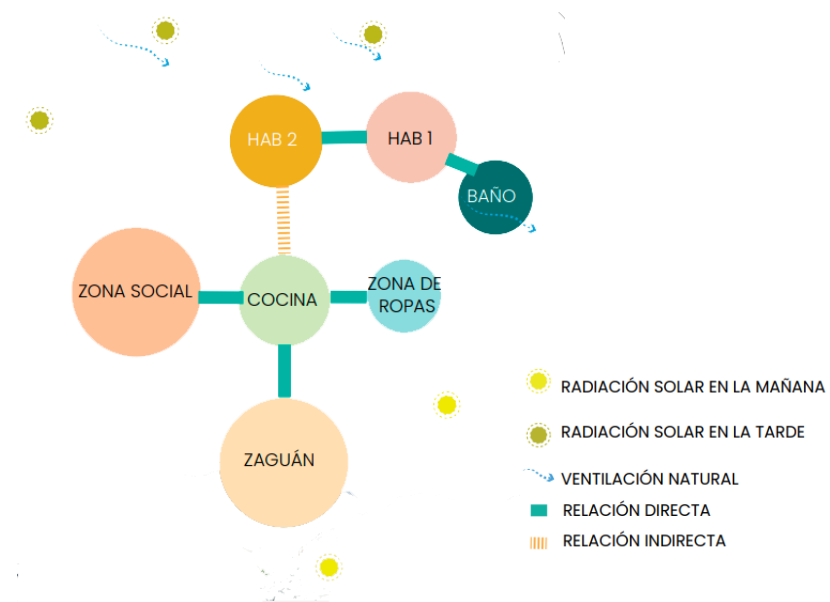 HAB 2
HAB 1
BAÑO
ZONA SOCIAL
COCINA
ZONA DE
ROPAS
ZAGUÁN
RADIACIÓN SOLAR EN LA MAÑANA
RADIACIÓN SOLAR EN LA TARDE
VENTILACIÓN NATURAL
RELACIÓN DIRECTA
RELACIÓN INDIRECTA